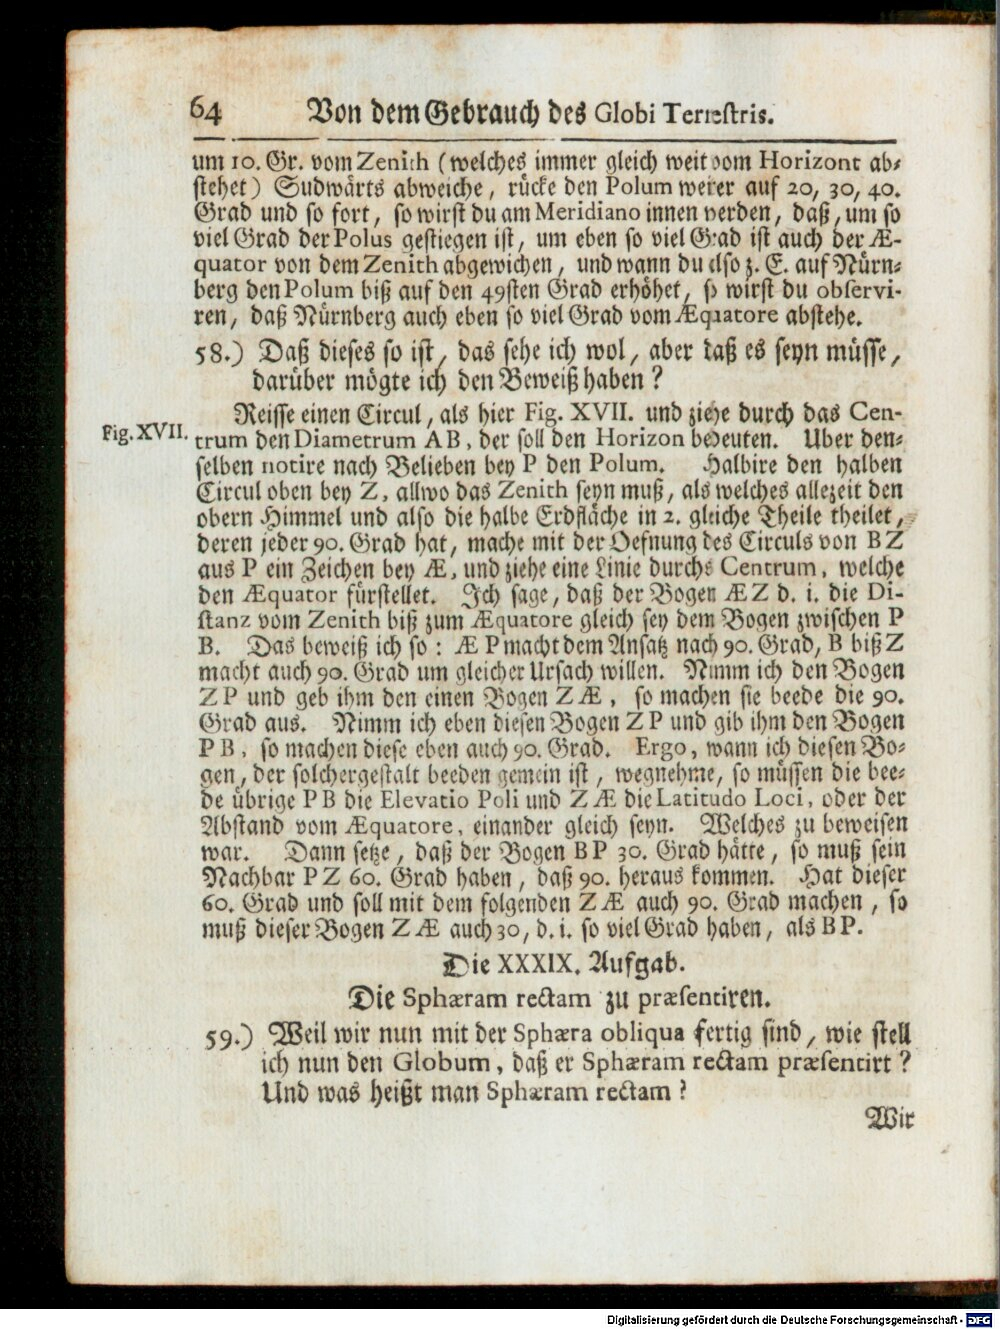 64 Von dem Gebrauch des Globi Terrestris.
um 10. Gr. vom Zenith (welches immer gleich weit vom Horizont ab-
stehet) Sudwärts abweiche, rücke den Polum weter auf 20, 30, 40.
Grad und so fort, so wirst du am Meridiano innen werden, daß, um so
viel Grad der Polus gestiegen ist, um eben so viel Grad ist auch der Æ-
quator von dem Zenith abgewichen, und wann du also z. E. auf Nürn-
berg den Polum biß auf den 49sten Grad erhöhet, so wirst du observi-
ren, daß Nürnberg auch eben so viel Grad vom Æquatore abstehe.
58.) Daß dieses so ist, das sehe ich wol, aber daß es seyn müsse,
darüber mögte ich den Beweiß haben?
Reisse einen Circul, als hier Fig. XVII. und ziehe durch das Cen-
Fig. XVII.
trum den Diametrum AB, der soll den Horizon bedeuten. Uber den-
selben notire nach Belieben bey P den Polum. Halbire den halben
Circul oben bey Z, allwo das Zenith seyn muß, als welches allezeit den
obern Himmel und also die halbe Erdfläche in 2. gleiche Theile theilet,
deren jeder 90. Grad hat, mache mit der Oefnung des Circuls von BZ
aus P ein Zeichen bey Æ, und ziehe eine Linie durchs Centrum, welche
den Æquator fürstellet. Ich sage, daß der Bogen ÆZ d. i. die Di-
stanz vom Zenith biß zum Æquatore gleich sey dem Bogen zwischen P
B. Das beweiß ich so: Æ P macht dem Ansatz nach 90. Grad, B biß Z
macht auch 90. Grad um gleicher Ursach willen. Nimm ich den Bogen
Z P und geb ihm den einen Bogen Z Æ, so machen sie beede die 90.
Grad aus. Nimm ich eben diesen Bogen Z P und gib ihm den Bogen
P B, so machen diese eben auch 90. Grad. Ergo, wann ich diesen Bo-
gen, der solchergestalt beeden gemein ist, wegnehme, so müssen die bee-
de übrige P B die Elevatio Poli und Z Æ die Latitudo Loci, oder der
Abstand vom Æquatore, einander gleich seyn. Welches zu beweisen
war. Dann setze, daß der Bogen B P 30. Grad hätte, so muß sein
Nachbar P Z 60. Grad haben, daß 90. heraus kommen. Hat dieser
60. Grad und soll mit dem folgenden Z Æ auch 90. Grad machen, so
muß dieser Bogen Z Æ auch 30, d. i. so viel Grad haben, als B P.
Die XXXIX. Aufgab.
Die Sphæram rectam zu præsentiren.
59.) Weil wir nun mit der Sphæra obliqua fertig sind, wie stell
ich nun den Globum, daß er Sphæram rectam præsentirt?
Und was heißt man Sphæram rectam?
Wir
Digitalisierung gefördert durch die Deutsche Forschungsgemeinschaft - DFG